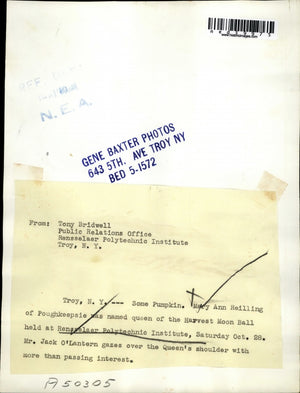 REF. DEPT.
N.E.A.
GENE BAXTER PHOTOS
643 5TH. AVE TROY NY
BED 5-1572
From: Tony Bridwell
Public Relations Office
Rensselaer Polytechnic Institute
Troy, N. Y.
Troy, N. Y. --- Some Pumpkin. Mary Ann Heilling
of Poughkeepsie was named queen of the Harvest Moon Ball
held at Rensselaer Polytechnic Institute, Saturday Oct. 28.
Mr. Jack O'Lantern gazes over the Queen's shoulder with
more than passing interest.
A50305